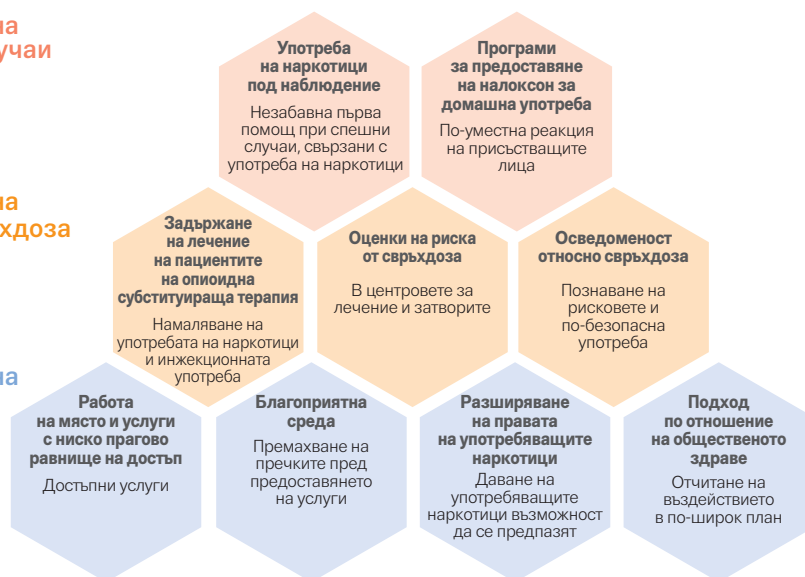 на
учаи
Употреба
на наркотици
под наблюдение
Незабавна първа
помощ при спешни
случаи, свързани с
употреба на наркотици
Програми
за предоставяне
на налоксон за
домашна употреба
По-уместна реакция
на присъстващите
лица
на
хдоза
Задържане
на лечение
на пациентите
на опиоидна
субституираща терапия
Намаляване на
употребата на наркотици
и инжекционната
употреба
Оценки на риска
от свръхдоза
В центровете за
лечение и затворите
Осведоменост
относно свръхдоза
Познаване на
рисковете и
по-безопасна
употреба
на
Работа
на място и услуги
с ниско прагово
равнище на достъп
Достъпни услуги
Благоприятна
среда
Премахване на
пречките пред
предоставянето
на услуги
Разширяване
на правата
на употребяващите
наркотици
Даване на
употребяващите
наркотици възможност
да се предпазят
Подход
по отношение
на общественото
здраве
Отчитане на
въздействието
в по-широк план